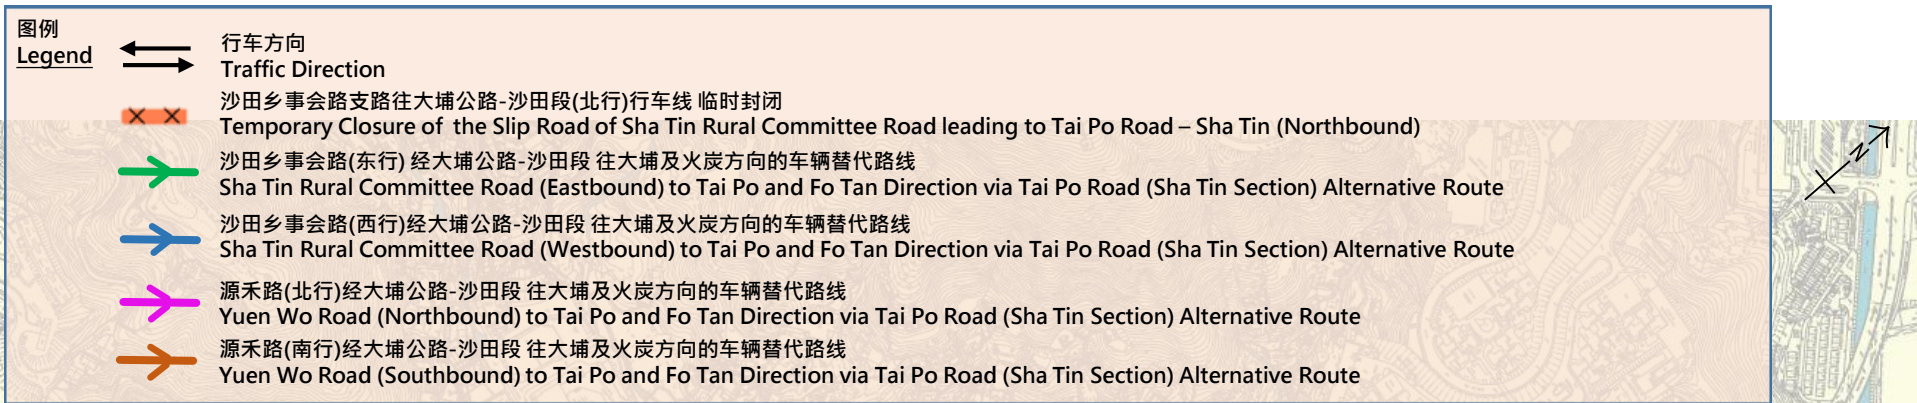 图例
Legend
行车方向
Traffic Direction
沙田乡事会路支路往大埔公路-沙田段(北行)行车线 临时封闭
Temporary Closure of the Slip Road of Sha Tin Rural Committee Road leading to Tai Po Road – Sha Tin (Northbound)
沙田乡事会路(东行) 经大埔公路-沙田段 往大埔及火炭方向的车辆替代路线
Sha Tin Rural Committee Road (Eastbound) to Tai Po and Fo Tan Direction via Tai Po Road (Sha Tin Section) Alternative Route
沙田乡事会路(西行)经大埔公路-沙田段 往大埔及火炭方向的车辆替代路线
Sha Tin Rural Committee Road (Westbound) to Tai Po and Fo Tan Direction via Tai Po Road (Sha Tin Section) Alternative Route
源禾路(北行)经大埔公路-沙田段 往大埔及火炭方向的车辆替代路线
Yuen Wo Road (Northbound) to Tai Po and Fo Tan Direction via Tai Po Road (Sha Tin Section) Alternative Route
源禾路(南行)经大埔公路-沙田段 往大埔及火炭方向的车辆替代路线
Yuen Wo Road (Southbound) to Tai Po and Fo Tan Direction via Tai Po Road (Sha Tin Section) Alternative Route
N